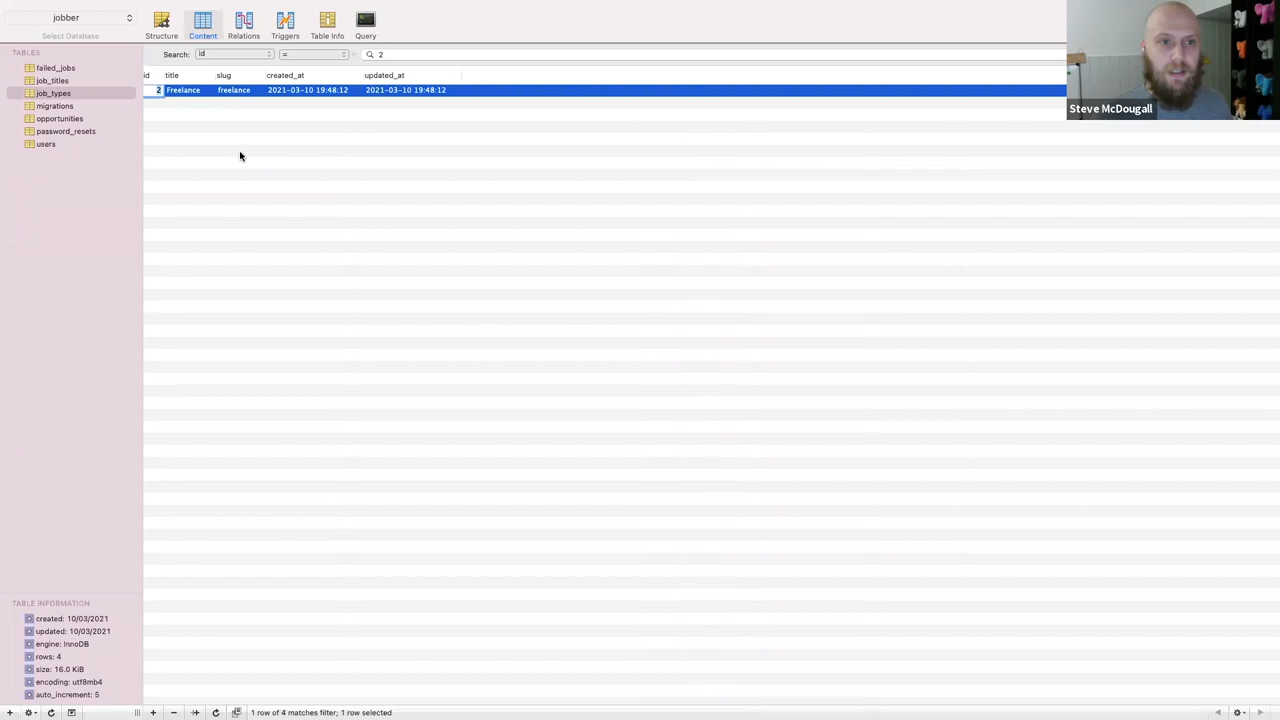 jobber
Select Database
Structure
Content
Relations
Triggers
Table Info
Query
TABLES
failed_jobs
job_titles
job_types
migrations
opportunities
password_resets
users
Search: id = 2
id title slug created_at updated_at
2 Freelance freelance 2021-03-10 19:48:12 2021-03-10 19:48:12
Steve McDougall
TABLE INFORMATION
created: 10/03/2021
updated: 10/03/2021
engine: InnoDB
rows: 4
size: 16.0 KiB
encoding: utf8mb4
auto_increment: 5
1 row of 4 matches filter; 1 row selected